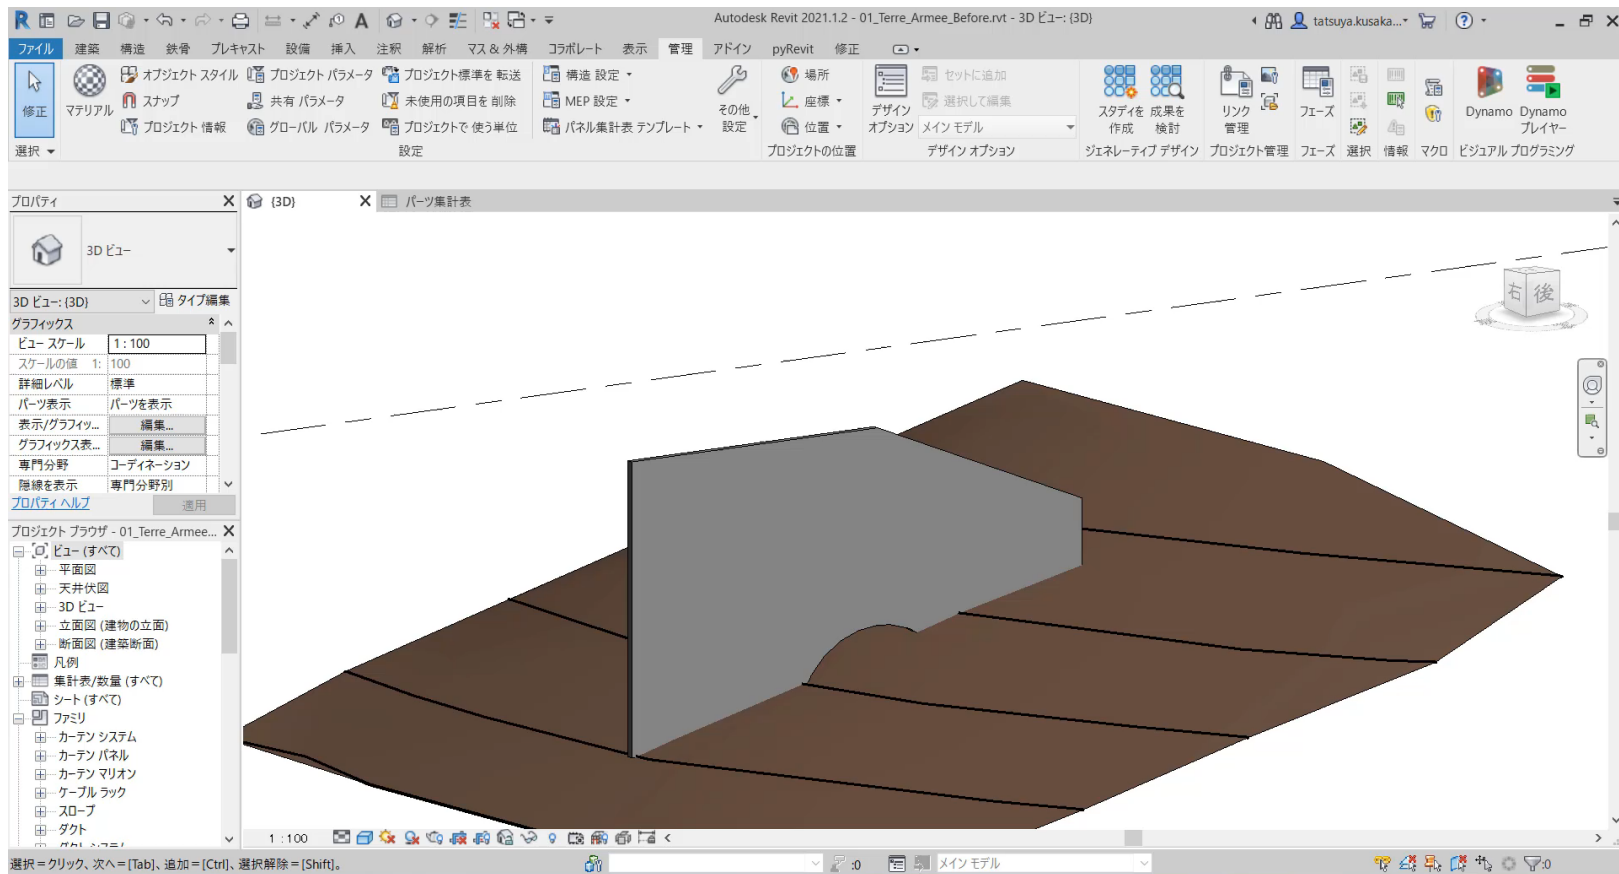 Autodesk Revit 2021.1.2 - 01_Terre_Armee_Before.rvt - 3D ビュー: {3D}
tatsuya.kusaka...
ファイル 建築 構造 鉄骨 プレキャスト 設備 挿入 注釈 解析 マス & 外構 コラボレート 表示 管理 アドイン pyRevit 修正
オブジェクト スタイル プロジェクト パラメータ プロジェクト標準を 転送 構造 設定 場所 セットに追加
マテリアル スナップ 共有 パラメータ 未使用の項目を 削除 MEP 設定 座標 選択して編集
修正 その他 設定 デザイン オプション スタディを 作成 成果を 検討 リンク 管理 フェーズ Dynamo Dynamo プレイヤー
プロジェクト 情報 グローバル パラメータ プロジェクトで 使う単位 パネル集計表 テンプレート 位置 メイン モデル
選択 設定 プロジェクトの位置 デザイン オプション ジェネレーティブ デザイン プロジェクト管理 フェーズ 選択 情報 マクロ ビジュアル プログラミング
プロパティ X
{3D} X パーツ集計表
3D ビュー
3D ビュー: {3D} タイプ編集
グラフィックス
ビュー スケール 1 : 100
スケールの値 1: 100
詳細レベル 標準
パーツ表示 パーツを表示
表示/グラフィッ... 編集...
グラフィックス表... 編集...
専門分野 コーディネーション
隠線を表示 専門分野別
プロパティ ヘルプ 適用
プロジェクト ブラウザ - 01_Terre_Armee... X
ビュー (すべて)
平面図
天井伏図
3D ビュー
立面図 (建物の立面)
断面図 (建築断面)
凡例
集計表/数量 (すべて)
シート (すべて)
ファミリ
カーテン システム
カーテン パネル
カーテン マリオン
ケーブル ラック
スロープ
ダクト
ダクト システム
右 後
1 : 100
選択＝クリック、次へ＝[Tab]、追加＝[Ctrl]、選択解除＝[Shift]。
:0 メイン モデル :0